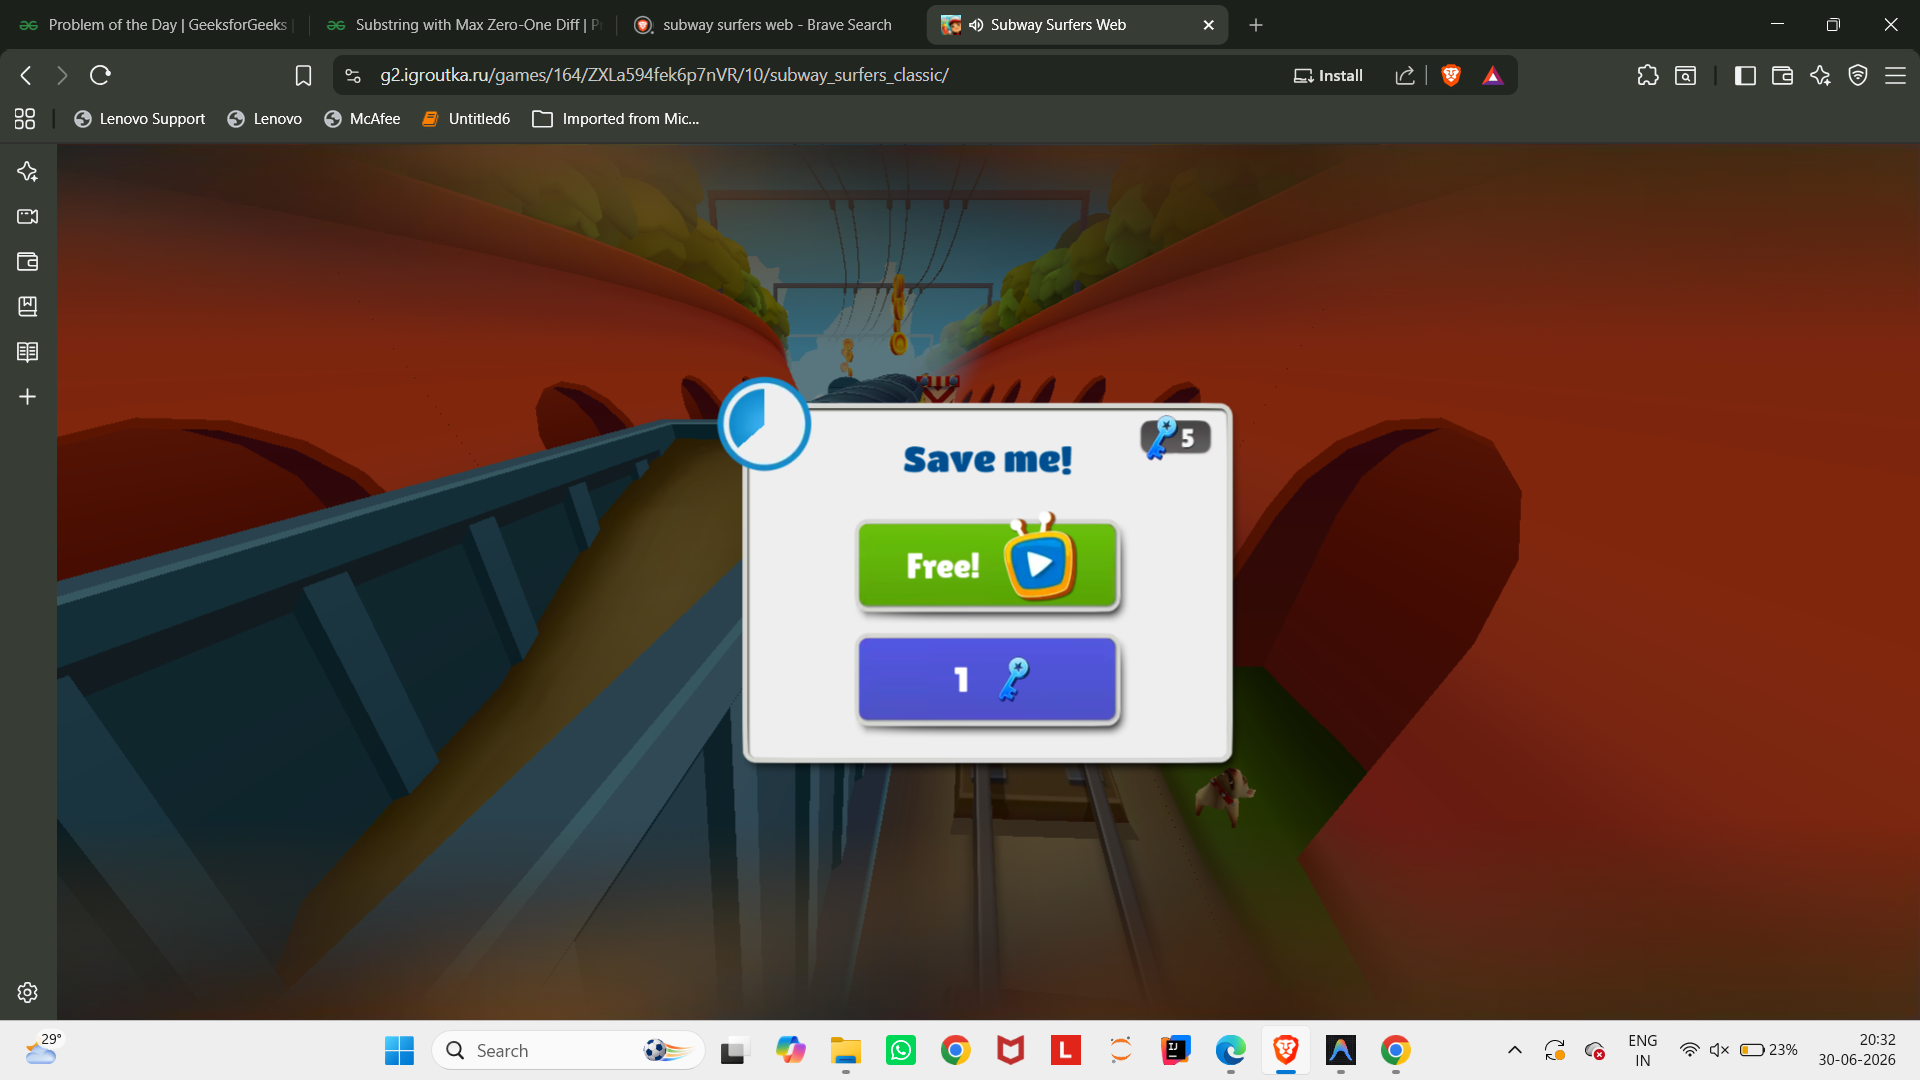 Problem of the Day | GeeksforGeeks
Substring with Max Zero-One Diff | P
subway surfers web - Brave Search
Subway Surfers Web
g2.igroutka.ru/games/164/ZXLa594fek6p7nVR/10/subway_surfers_classic/
Install
Lenovo Support
Lenovo
McAfee
Untitled6
Imported from Mic...
5
Save me!
Free!
1
29°
Search
L
IJ
ENG
IN
23%
20:32
30-06-2026